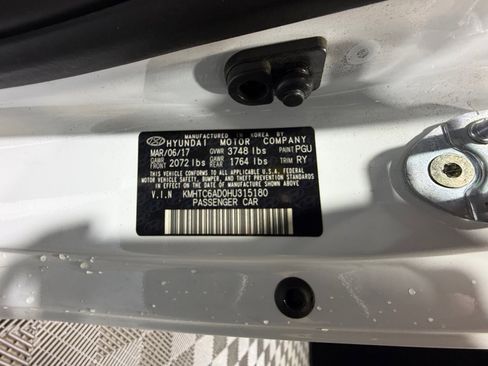 MANUFACTURED IN KOREA BY
HYUNDAI MOTOR COMPANY
MAR/06/17 GVWR 3748 lbs PAINT PGU
GAWR FRT 2072 lbs GAWR RR 1764 lbs TRIM RY
THIS VEHICLE CONFORMS TO ALL APPLICABLE U.S.A. FEDERAL
MOTOR VEHICLE SAFETY, BUMPER, AND THEFT PREVENTION STANDARDS
IN EFFECT ON THE DATE OF MANUFACTURE SHOWN ABOVE.
V.I.N KMHTC6AD0HU315180
PASSENGER CAR